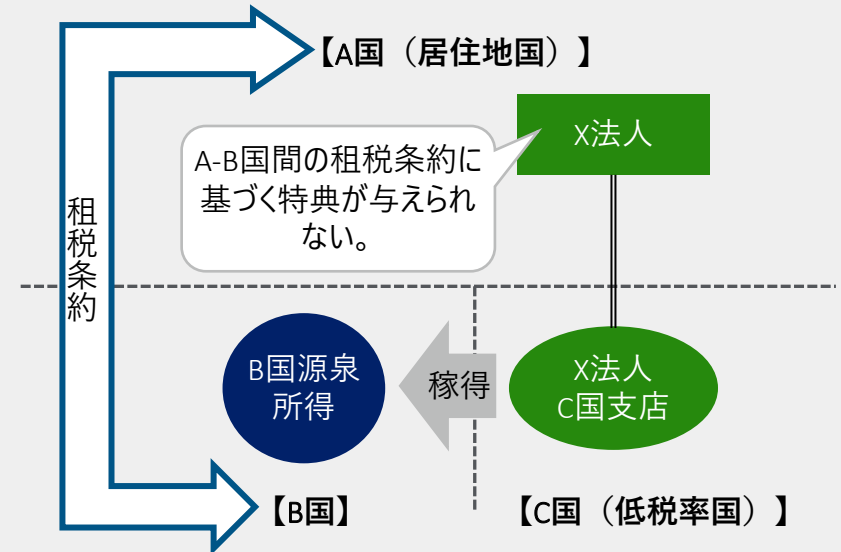 【A国（居住地国）】
X法人
A-B国間の租税条約に
基づく特典が与えられ
ない。
租税条約
B国源泉
所得
稼得
X法人
C国支店
【B国】
【C国（低税率国）】